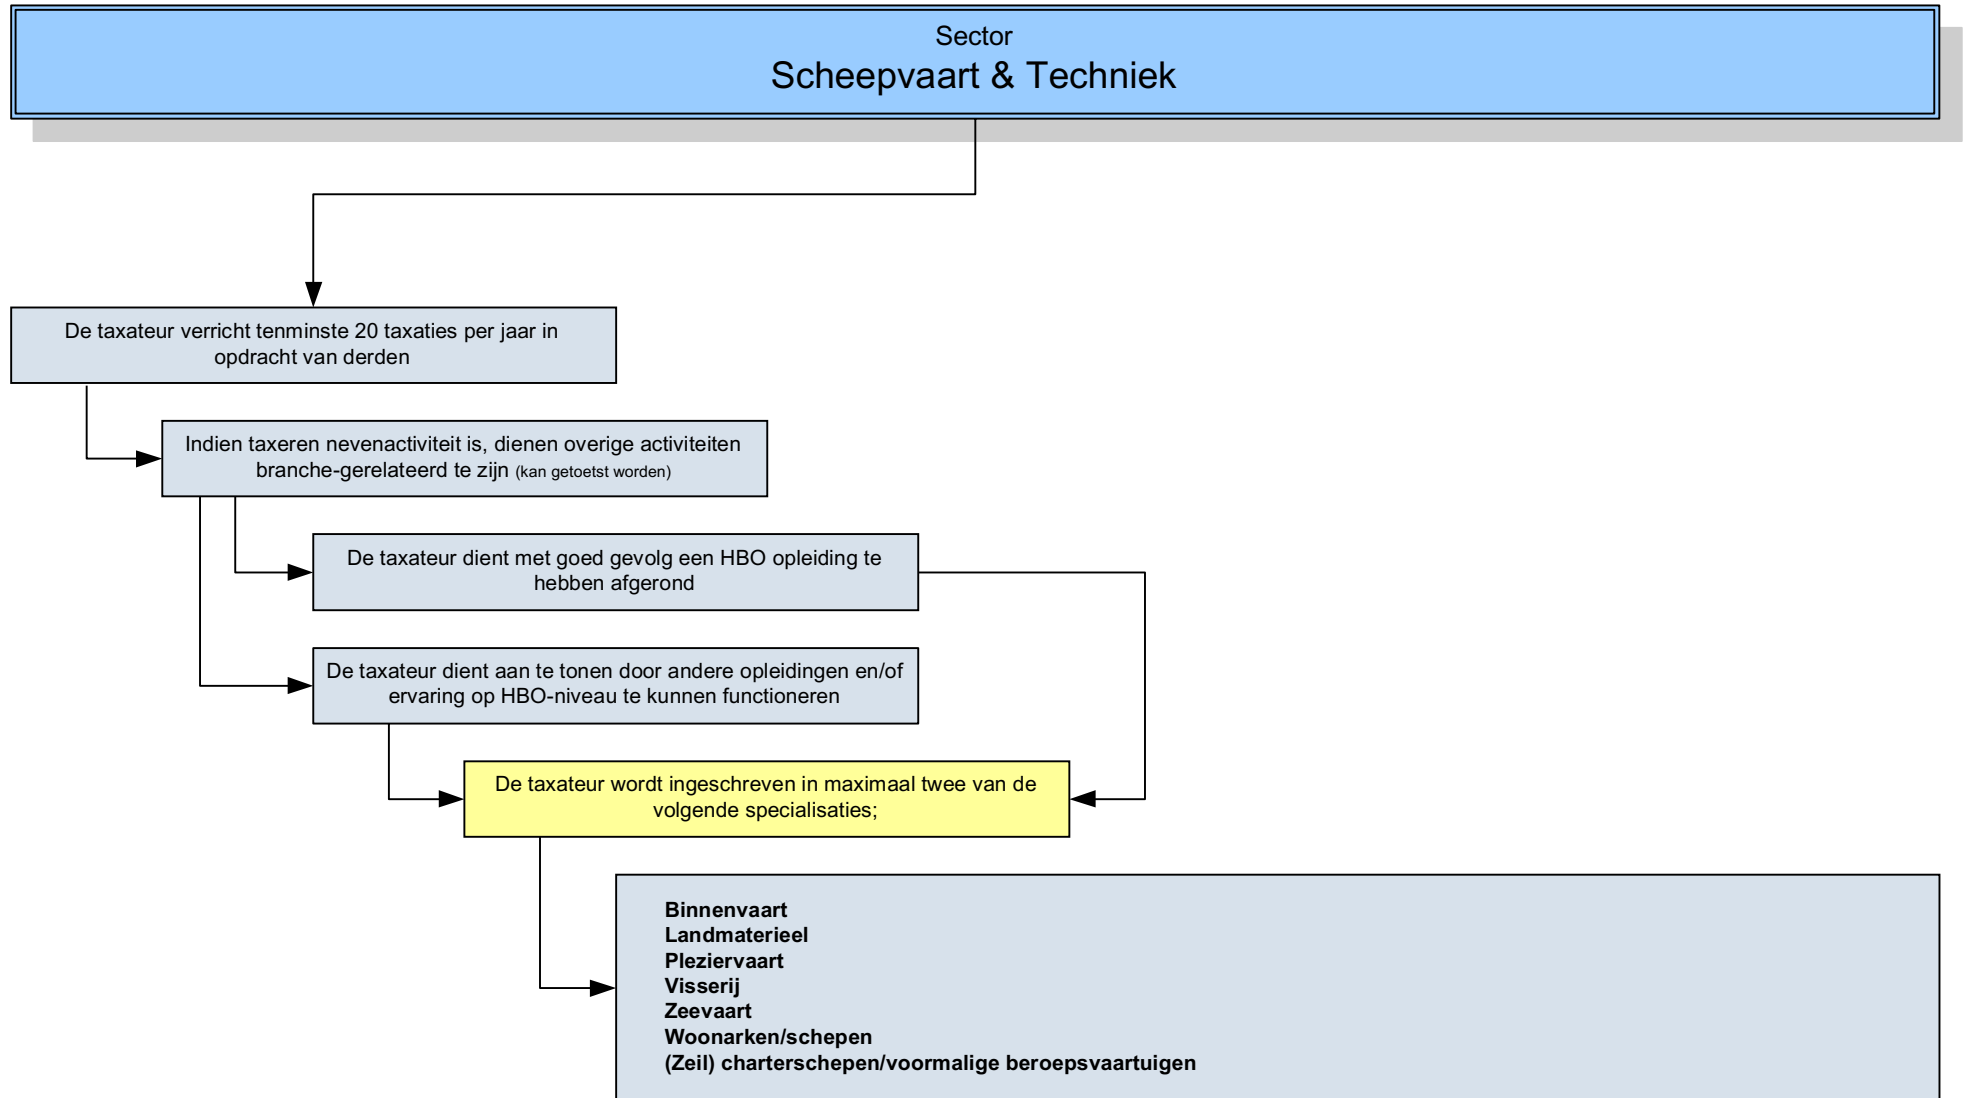 Sector
Scheepvaart & Techniek
De taxateur verricht tenminste 20 taxaties per jaar in
opdracht van derden
Indien taxeren nevenactiviteit is, dienen overige activiteiten
branche-gerelateerd te zijn (kan getoetst worden)
De taxateur dient met goed gevolg een HBO opleiding te
hebben afgerond
De taxateur dient aan te tonen door andere opleidingen en/of
ervaring op HBO-niveau te kunnen functioneren
De taxateur wordt ingeschreven in maximaal twee van de
volgende specialisaties;
Binnenvaart
Landmaterieel
Pleziervaart
Visserij
Zeevaart
Woonarken/schepen
(Zeil) charterschepen/voormalige beroepsvaartuigen